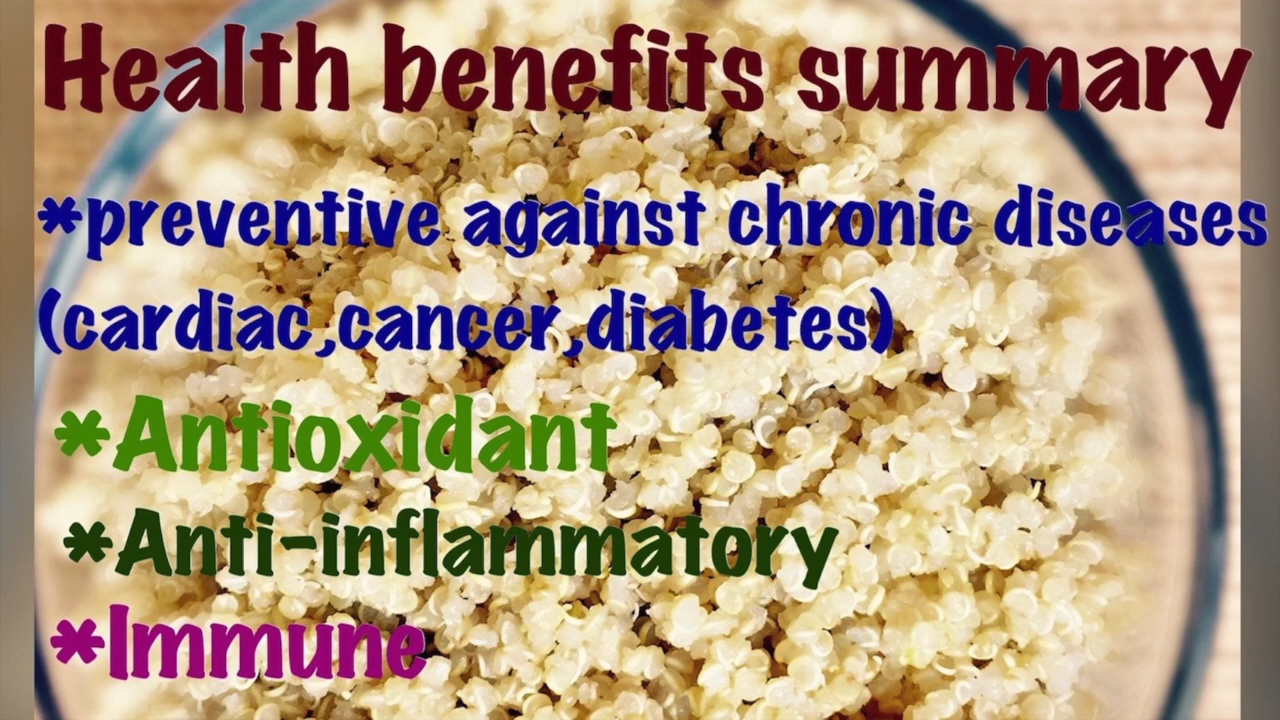 Health benefits summary
*preventive against chronic diseases
(cardiac,cancer,diabetes)
*Antioxidant
*Anti-inflammatory
*Immune